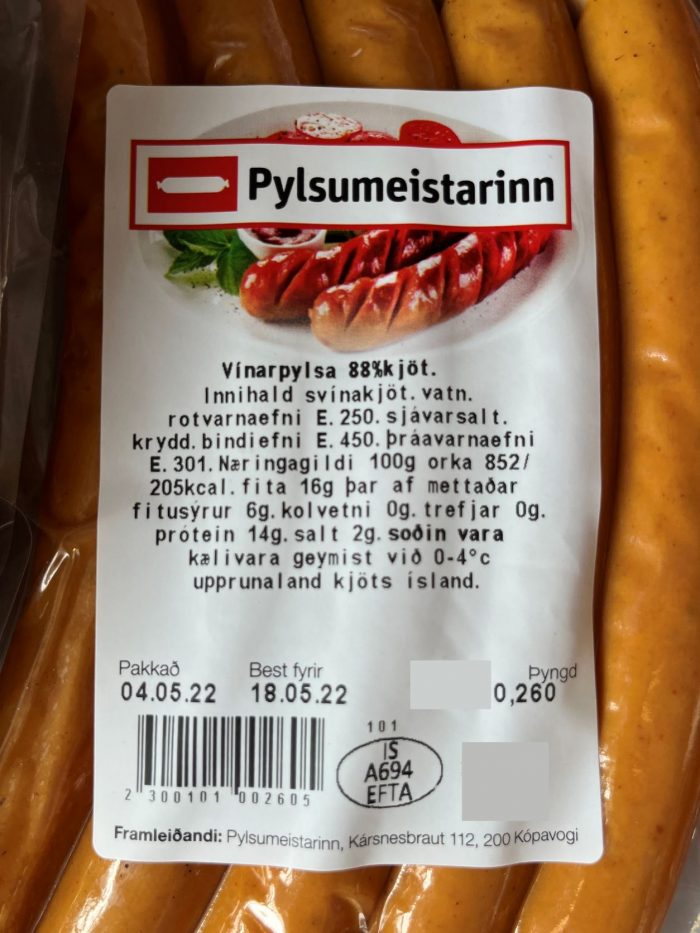 Pylsumeistarinn
Vínarpylsa 88%kjöt.
Innihald svínakjöt.vatn.
rotvarnaefni E.250.sjávarsalt.
krydd.bindiefni E.450.þráavarnaefni
E.301.Næringagildi 100g orka 852/
205kcal.fita 16g þar af mettaðar
fitusýrur 6g.kolvetni 0g.trefjar 0g.
prótein 14g.salt 2g.soðin vara
kælivara geymist við 0-4°c
upprunaland kjöts ísland.
Pakkað Best fyrir Þyngd
04.05.22 18.05.22 0,260
101
IS
A694
EFTA
2 300101 002605
Framleiðandi: Pylsumeistarinn, Kársnesbraut 112, 200 Kópavogi